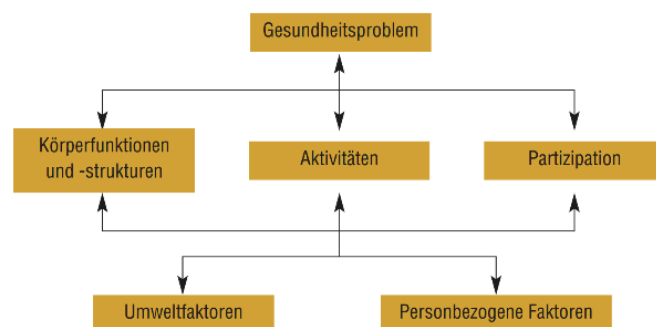 Gesundheitsproblem
Körperfunktionen
und -strukturen
Aktivitäten
Partizipation
Umweltfaktoren
Personbezogene Faktoren